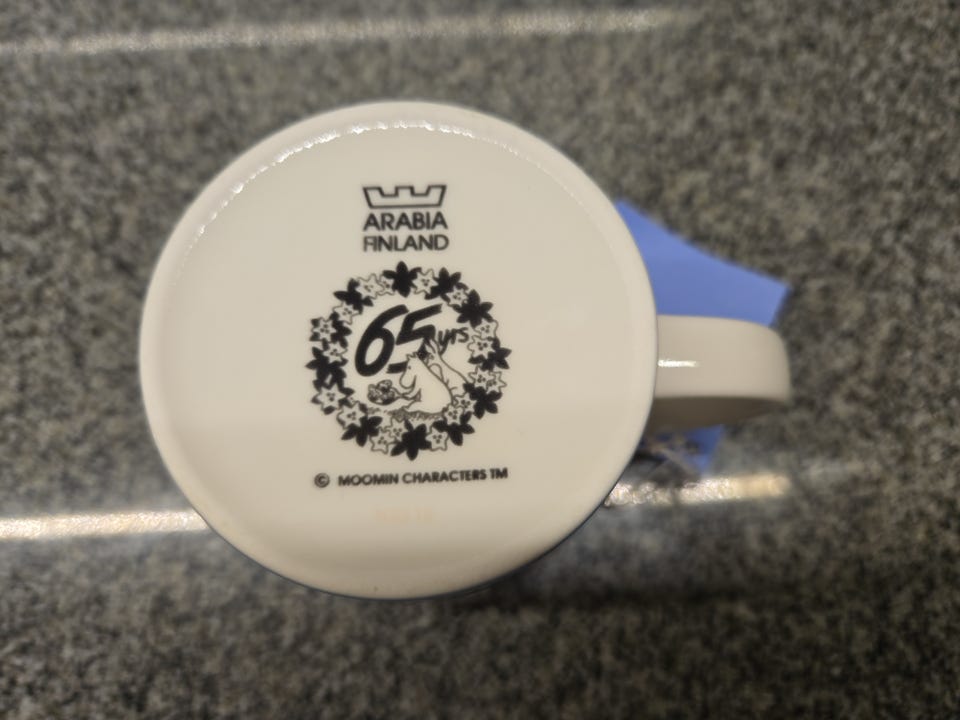 ARABIA
FINLAND
65 yrs
© MOOMIN CHARACTERS TM